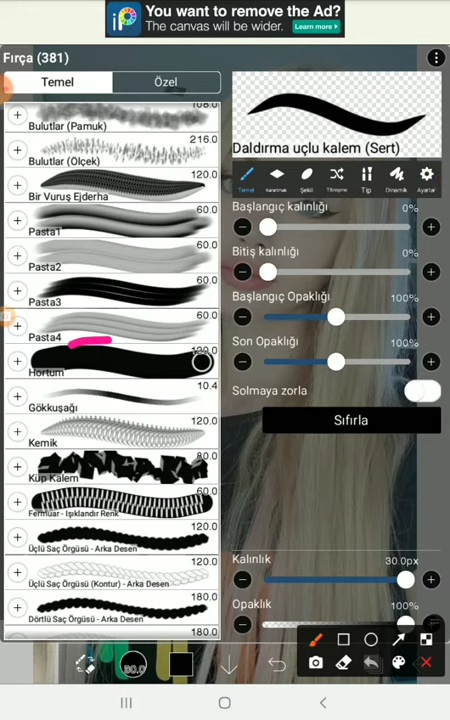 You want to remove the Ad?
The canvas will be wider.
Learn more
Fırça (381)
Temel
Özel
108.0
Bulutlar (Pamuk)
216.0
Bulutlar (Ölçek)
120.0
Bir Vuruş Ejderha
60.0
Pasta1
60.0
Pasta2
60.0
Pasta3
60.0
Pasta4
Hortum
10.4
Gökkuşağı
120.0
Kemik
80.0
Küp Kalem
60.0
Fermuar - Işıklandır Renk
120.0
Üçlü Saç Örgüsü - Arka Desen
120.0
Üçlü Saç Örgüsü (Kontur) - Arka Desen
180.0
Dörtlü Saç Örgüsü - Arka Desen
180.0
Daldırma uçlu kalem (Sert)
Temel
Karartmak
Şekil
Titreşme
Tip
Dinamik
Ayarlar
Başlangıç kalınlığı
0%
Bitiş kalınlığı
0%
Başlangıç Opaklığı
100%
Son Opaklığı
100%
Solmaya zorla
Sıfırla
Kalınlık
30.0px
Opaklık
100%
30.0